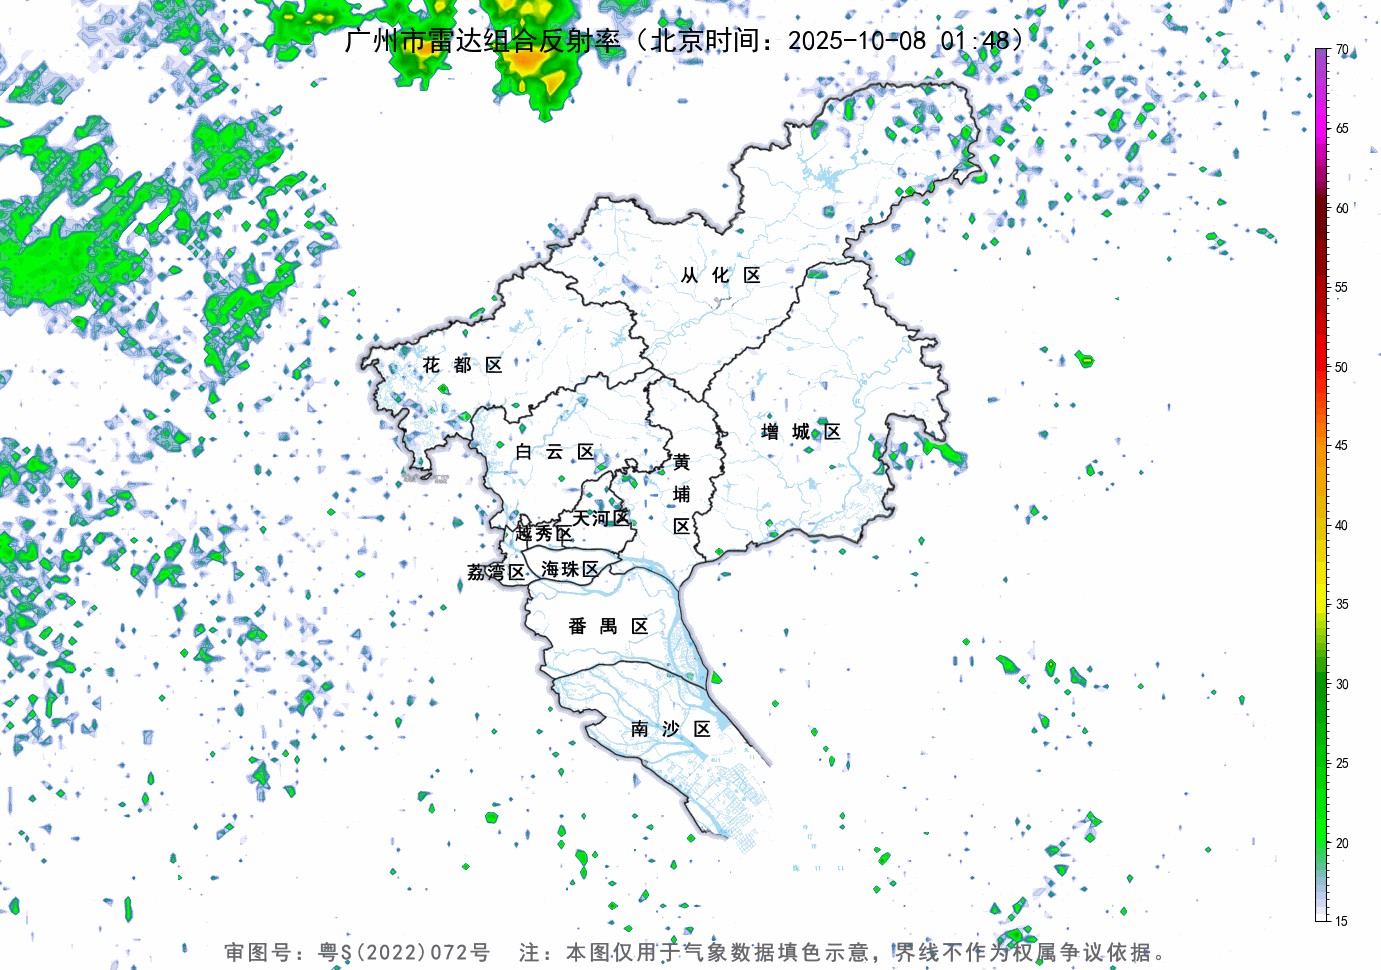 广州市雷达组合反射率（北京时间：2025-10-08 01:48）
70
65
60
55
50
45
40
35
30
25
20
15
从化区
花都区
增城区
白云区
黄埔区
天河区
越秀区
荔湾区
海珠区
番禺区
南沙区
审图号：粤S(2022)072号 注：本图仅用于气象数据填色示意，界线不作为权属争议依据。